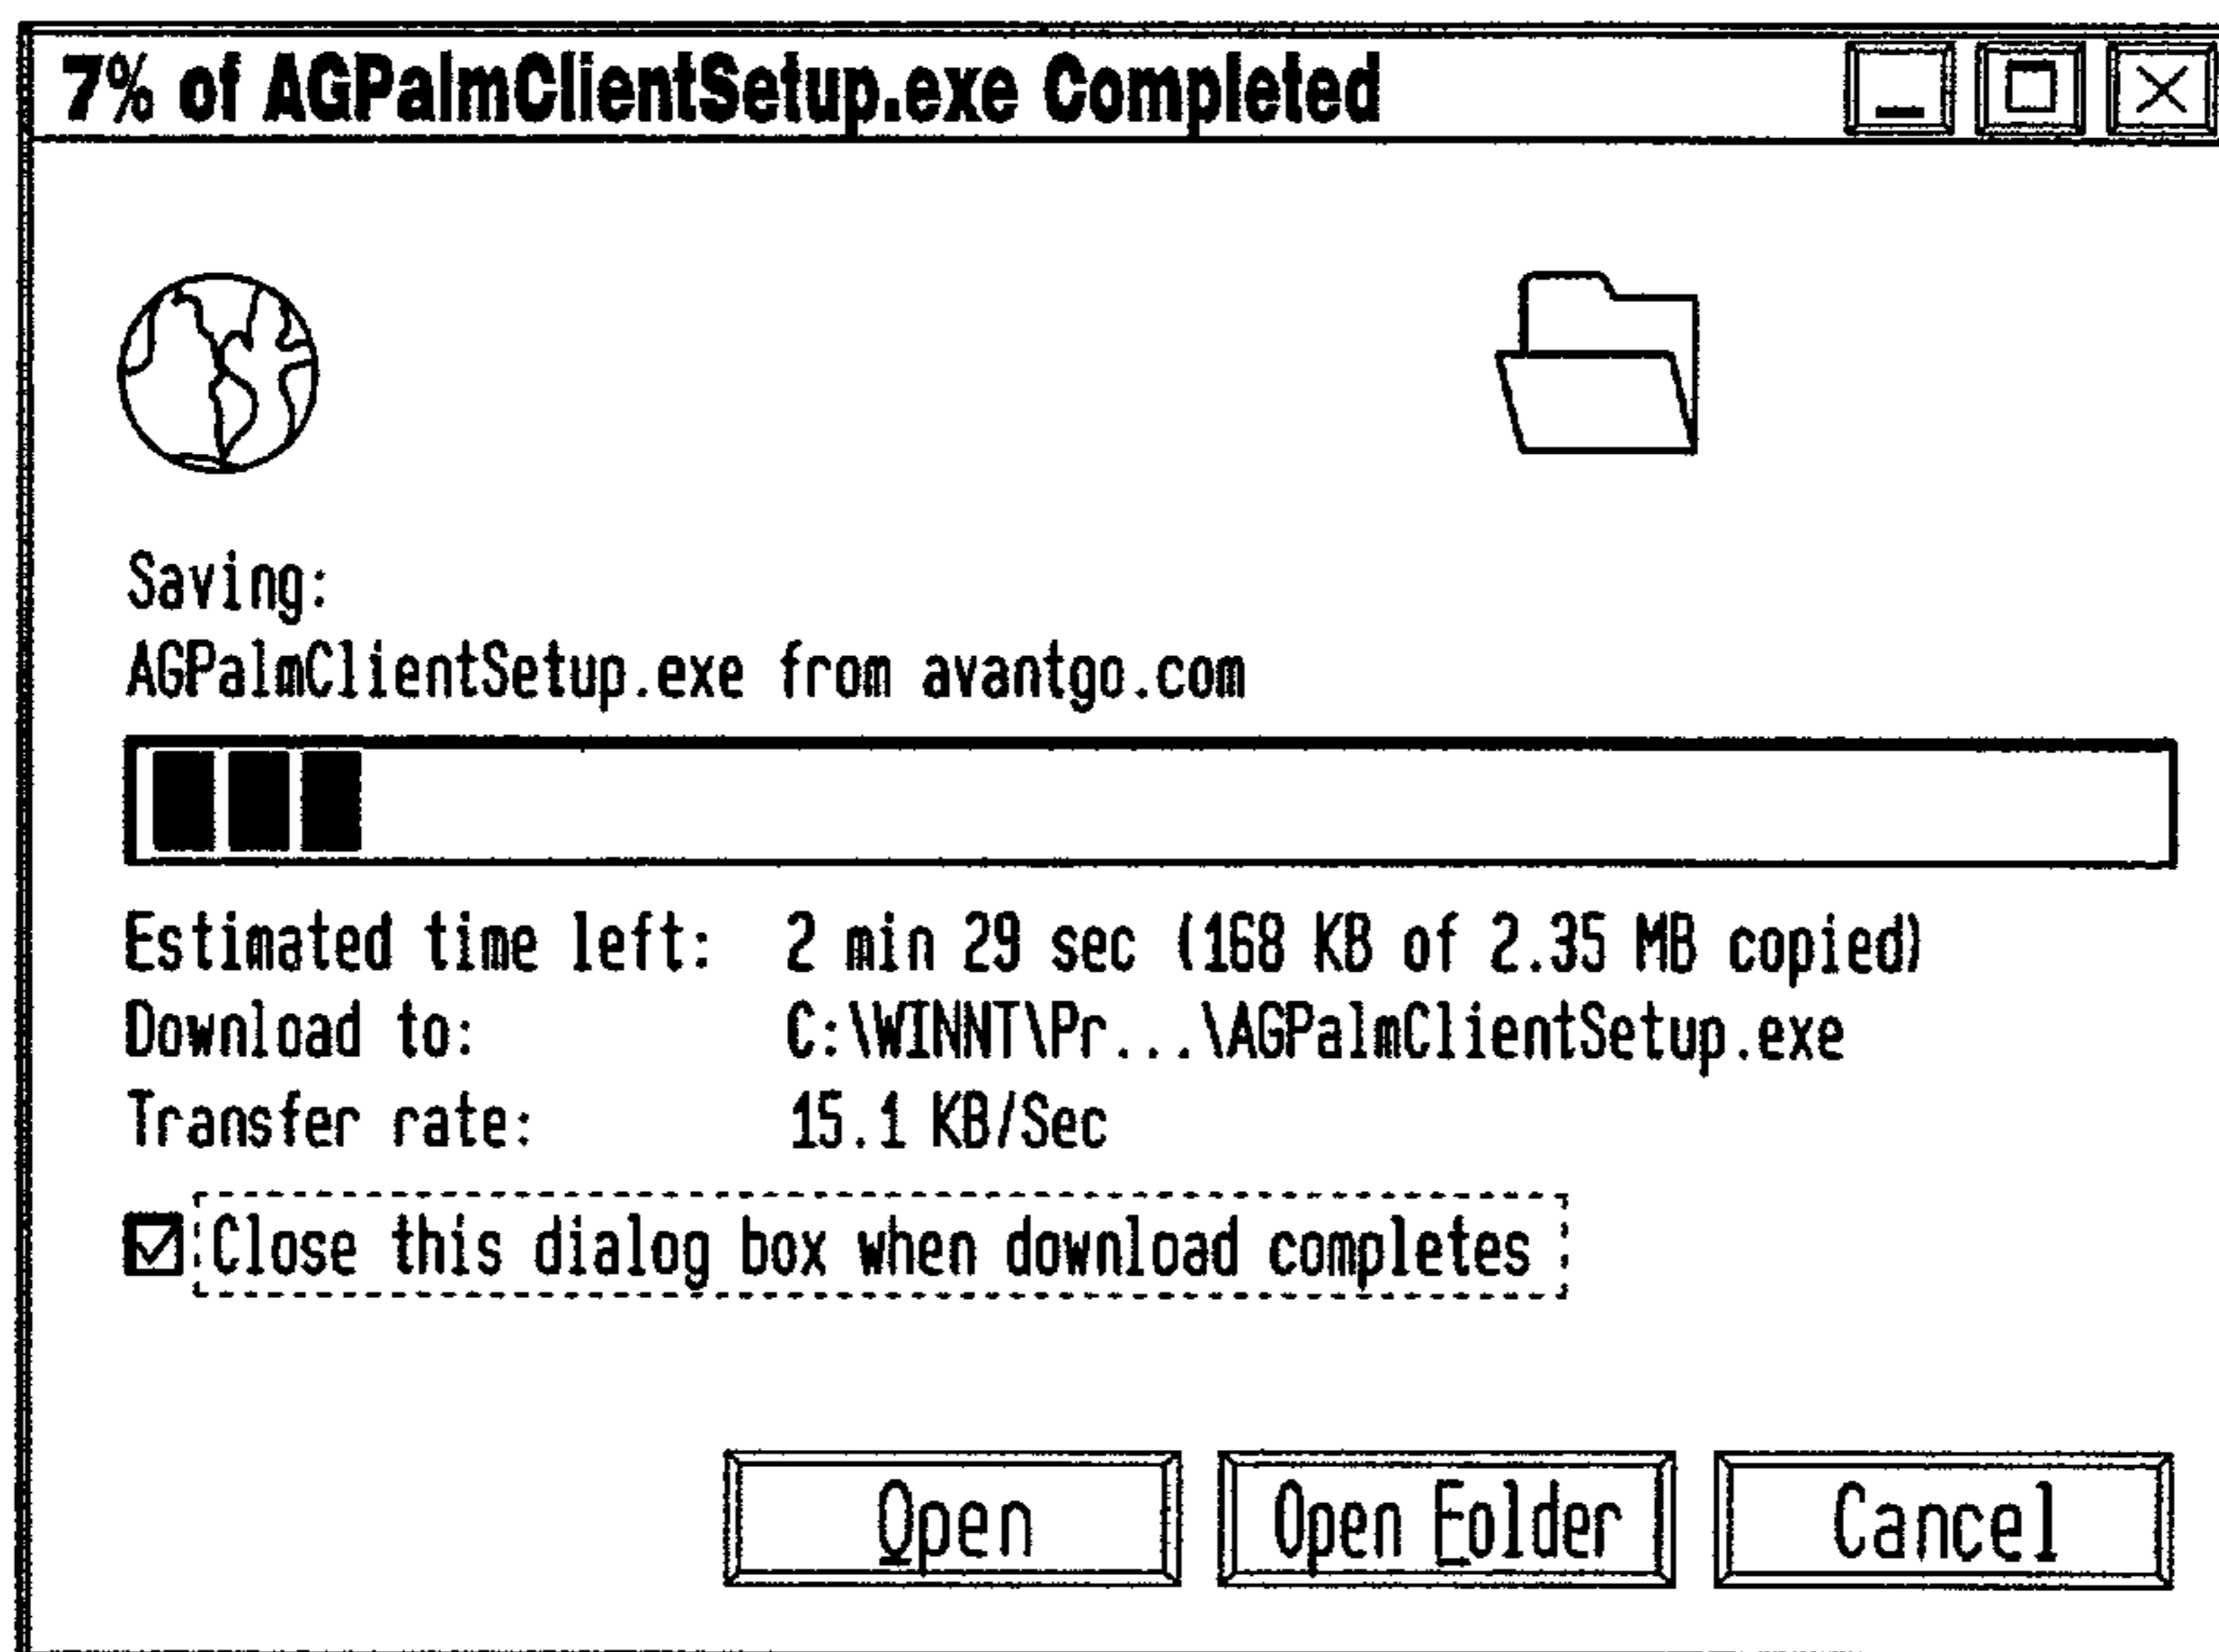 7% of AGPalmClientSetup.exe Completed
Saving:
AGPalmClientSetup.exe from avantgo.com
Estimated time left: 2 min 29 sec (168 KB of 2.35 MB copied)
Download to: C:\WINNT\Pr...\AGPalmClientSetup.exe
Transfer rate: 15.1 KB/Sec
Close this dialog box when download completes
Open Open Folder Cancel